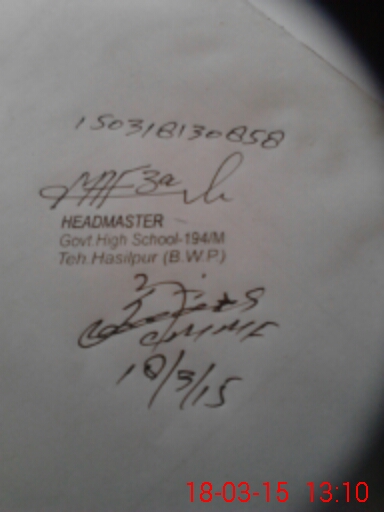 150318130858
HEADMASTER
Govt.High School-194/M
Teh.Hasilpur (B.W.P)
18/3/15
18-03-15 13:10